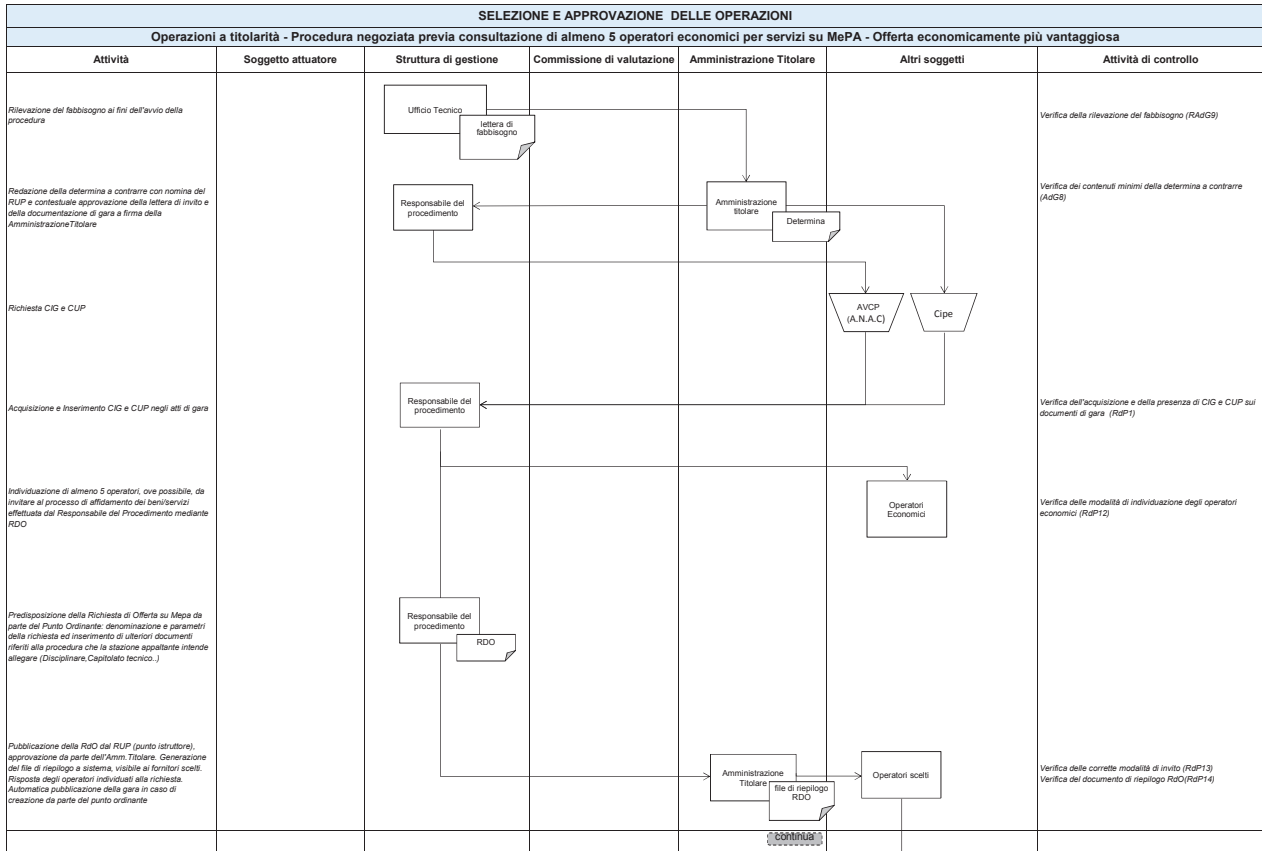 SELEZIONE E APPROVAZIONE DELLE OPERAZIONI
Operazioni a titolarità - Procedura negoziata previa consultazione di almeno 5 operatori economici per servizi su MePA - Offerta economicamente più vantaggiosa
Attività
Soggetto attuatore
Struttura di gestione
Commissione di valutazione
Amministrazione Titolare
Altri soggetti
Attività di controllo
Rilevazione del fabbisogno ai fini dell'avvio della
procedura
Ufficio Tecnico
lettera di
fabbisogno
Verifica della rilevazione del fabbisogno (RAdG9)
Redazione della determina a contrarre con nomina del
RUP e contestuale approvazione della lettera di invito e
della documentazione di gara a firma della
AmministrazioneTitolare
Responsabile del
procedimento
Amministrazione
titolare
Determina
Verifica dei contenuti minimi della determina a contrarre
(AdG8)
Richiesta CIG e CUP
AVCP
(A.N.A.C)
Cipe
Acquisizione e Inserimento CIG e CUP negli atti di gara
Responsabile del
procedimento
Verifica dell'acquisizione e della presenza di CIG e CUP sui
documenti di gara (RdP1)
Individuazione di almeno 5 operatori, ove possibile, da
invitare al processo di affidamento dei beni/servizi
effettuata dal Responsabile del Procedimento mediante
RDO
Operatori
Economici
Verifica delle modalità di individuazione degli operatori
economici (RdP12)
Predisposizione della Richiesta di Offerta su Mepa da
parte del Punto Ordinante: denominazione e parametri
della richiesta ed inserimento di ulteriori documenti
riferiti alla procedura che la stazione appaltante intende
allegare (Disciplinare,Capitolato tecnico..)
Responsabile del
procedimento
RDO
Pubblicazione della RdO dal RUP (punto istruttore),
approvazione da parte dell'Amm.Titolare. Generazione
del file di riepilogo a sistema, visibile ai fornitori scelti.
Risposta degli operatori individuati alla richiesta.
Automatica pubblicazione della gara in caso di
creazione da parte del punto ordinante
Amministrazione
Titolare
file di riepilogo
RDO
Operatori scelti
Verifica delle corrette modalità di invito (RdP13)
Verifica del documento di riepilogo RdO(RdP14)
continua